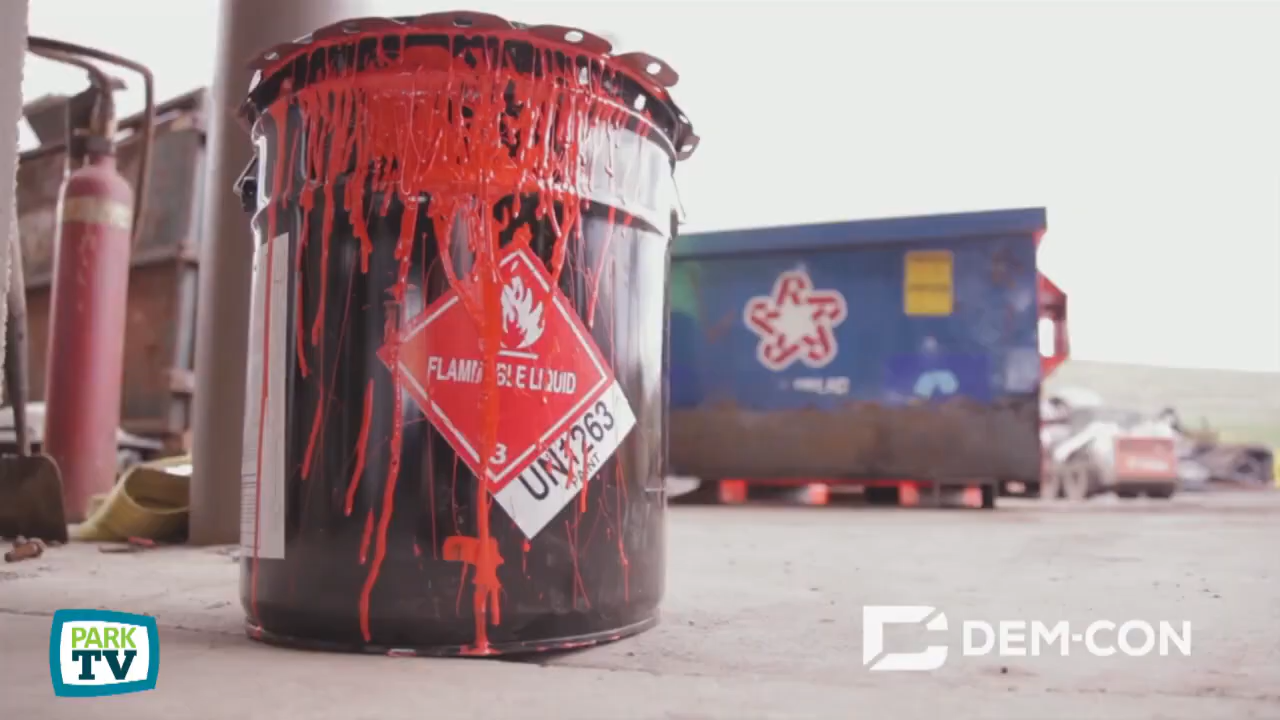 FLAMMABLE LIQUID
3
UN1263
PAINT
R R R R R
PARK
TV
DEM-CON